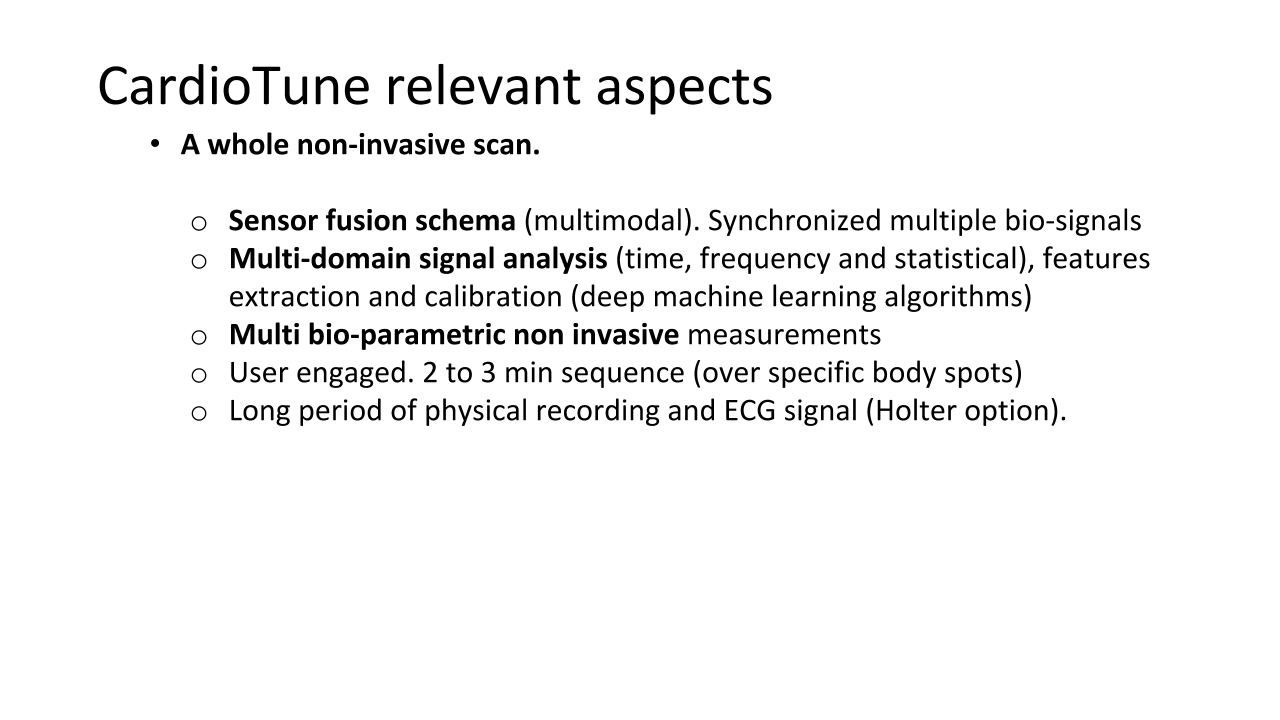 CardioTune relevant aspects
• A whole non-invasive scan.
o Sensor fusion schema (multimodal). Synchronized multiple bio-signals
o Multi-domain signal analysis (time, frequency and statistical), features
extraction and calibration (deep machine learning algorithms)
o Multi bio-parametric non invasive measurements
o User engaged. 2 to 3 min sequence (over specific body spots)
o Long period of physical recording and ECG signal (Holter option).